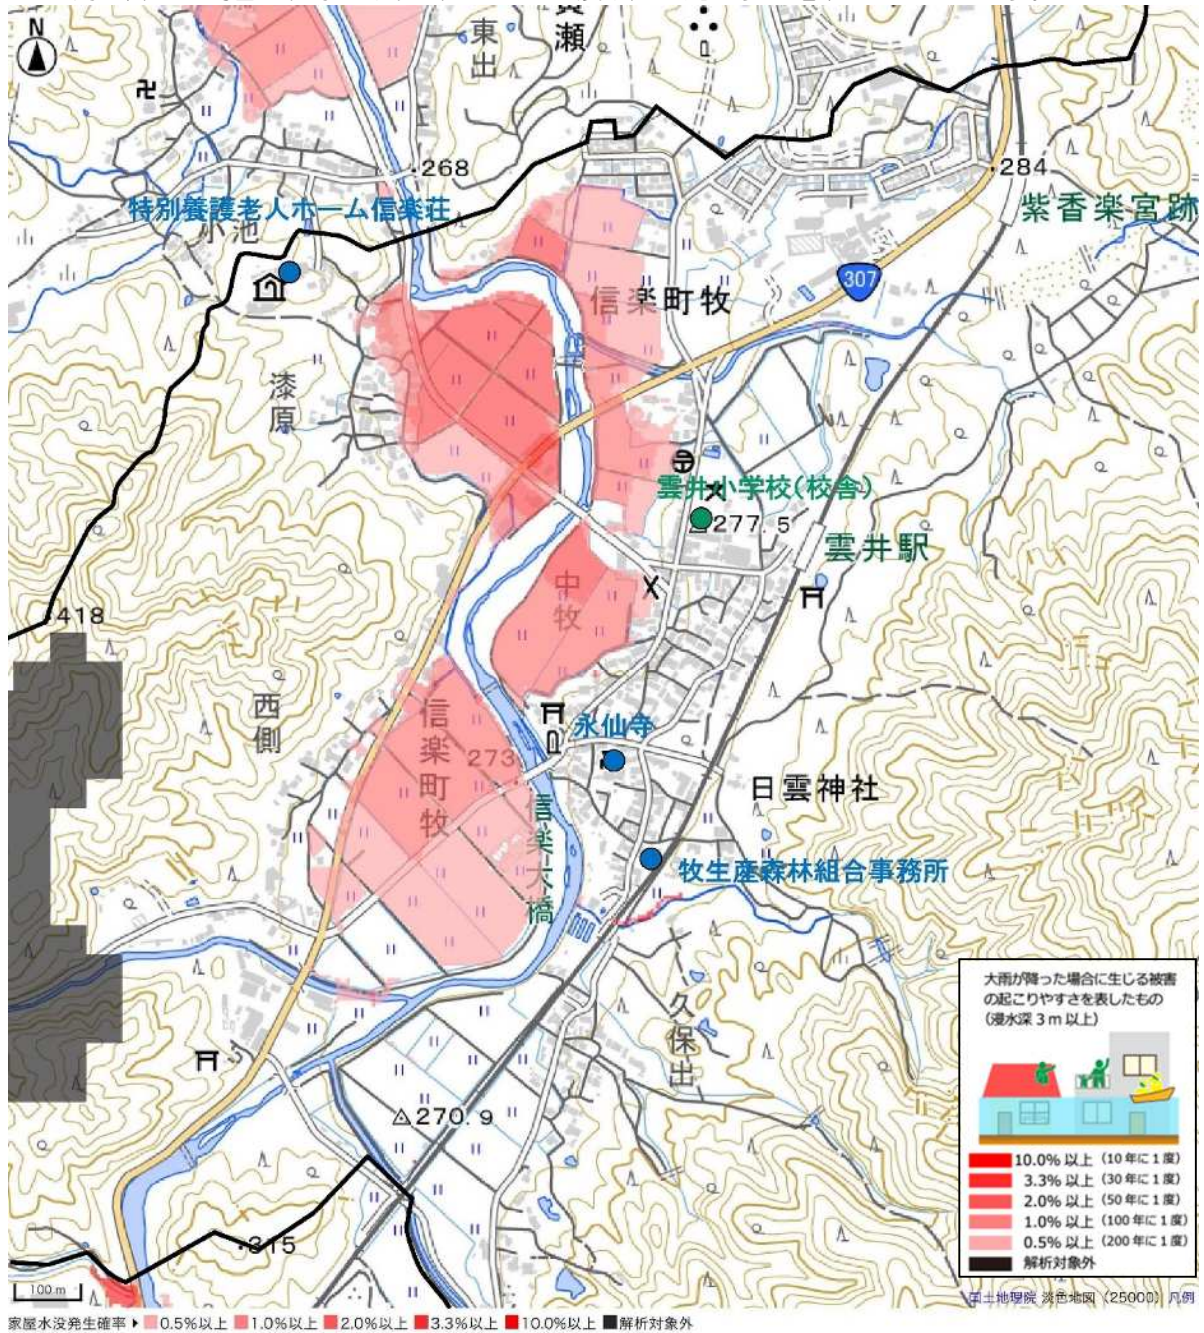 N
東出
黄瀬
268
284
特別養護老人ホーム信楽荘
小池
紫香楽宮跡
307
信楽町牧
漆原
雲井小学校(校舎)
277.5
雲井駅
中牧
418
西側
信楽町牧
永仙寺
273
日雲神社
信楽大橋
牧生産森林組合事務所
久保出
270.9
315
100 m
大雨が降った場合に生じる被害
の起こりやすさを表したもの
(浸水深3m以上)
10.0%以上 (10年に1度)
3.3%以上 (30年に1度)
2.0%以上 (50年に1度)
1.0%以上 (100年に1度)
0.5%以上 (200年に1度)
解析対象外
国土地理院 淡色地図 (25000) 凡例
家屋水没発生確率 ▶ 0.5%以上 1.0%以上 2.0%以上 3.3%以上 10.0%以上 解析対象外